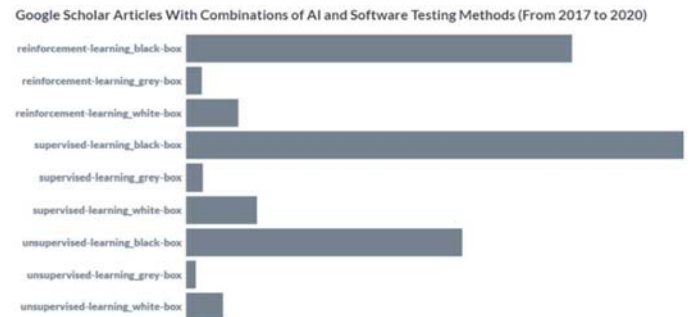 Google Scholar Articles With Combinations of AI and Software Testing Methods (From 2017 to 2020)
reinforcement-learning_black-box
reinforcement-learning_grey-box
reinforcement-learning_white-box
supervised-learning_black-box
supervised-learning_grey-box
supervised-learning_white-box
unsupervised-learning_black-box
unsupervised-learning_grey-box
unsupervised-learning_white-box